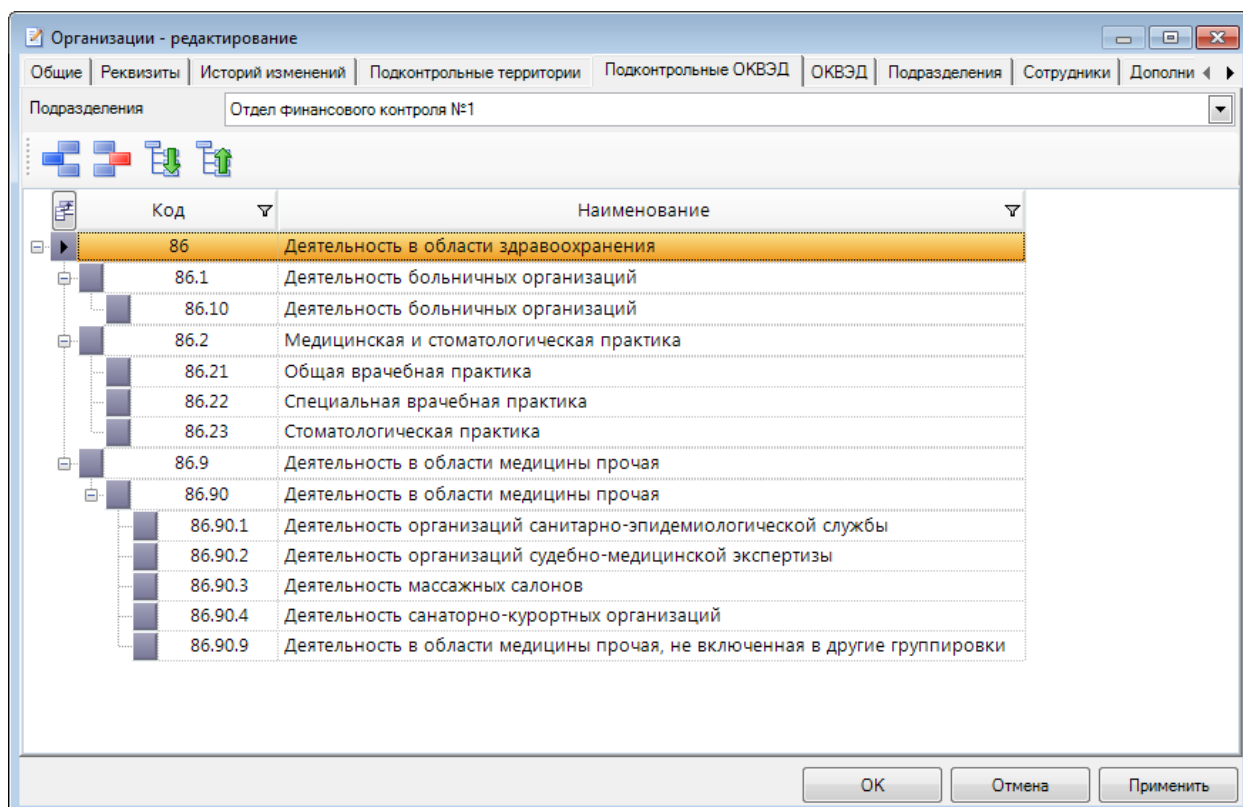 Организации - редактирование
Общие Реквизиты Историй изменений Подконтрольные территории Подконтрольные ОКВЭД ОКВЭД Подразделения Сотрудники Дополни
Подразделения Отдел финансового контроля №1
Код Наименование
86 Деятельность в области здравоохранения
86.1 Деятельность больничных организаций
86.10 Деятельность больничных организаций
86.2 Медицинская и стоматологическая практика
86.21 Общая врачебная практика
86.22 Специальная врачебная практика
86.23 Стоматологическая практика
86.9 Деятельность в области медицины прочая
86.90 Деятельность в области медицины прочая
86.90.1 Деятельность организаций санитарно-эпидемиологической службы
86.90.2 Деятельность организаций судебно-медицинской экспертизы
86.90.3 Деятельность массажных салонов
86.90.4 Деятельность санаторно-курортных организаций
86.90.9 Деятельность в области медицины прочая, не включенная в другие группировки
OK Отмена Применить